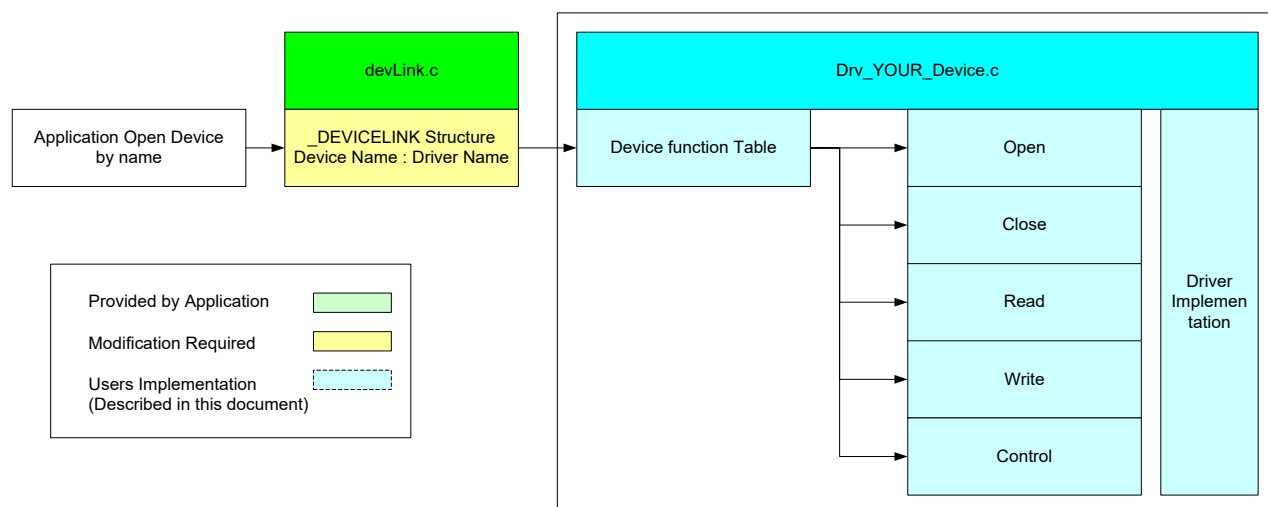 devLink.c
Drv_YOUR_Device.c
Application Open Device
by name
_DEVICELINK Structure
Device Name : Driver Name
Device function Table
Open
Close
Read
Write
Control
Driver
Implemen
tation
Provided by Application
Modification Required
Users Implementation
(Described in this document)